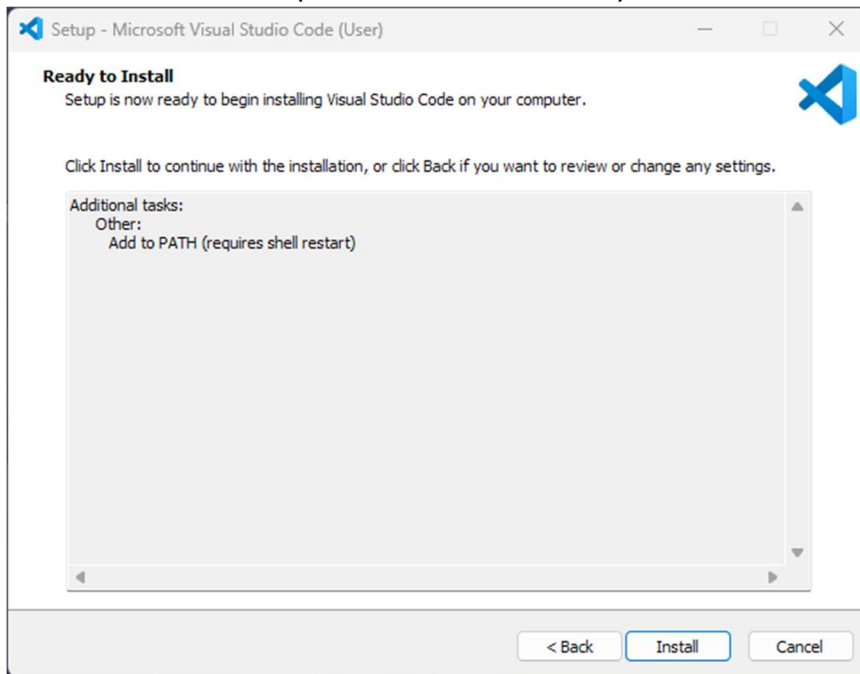 Setup - Microsoft Visual Studio Code (User)
Ready to Install
Setup is now ready to begin installing Visual Studio Code on your computer.
Click Install to continue with the installation, or click Back if you want to review or change any settings.
Additional tasks:
Other:
Add to PATH (requires shell restart)
< Back Install Cancel